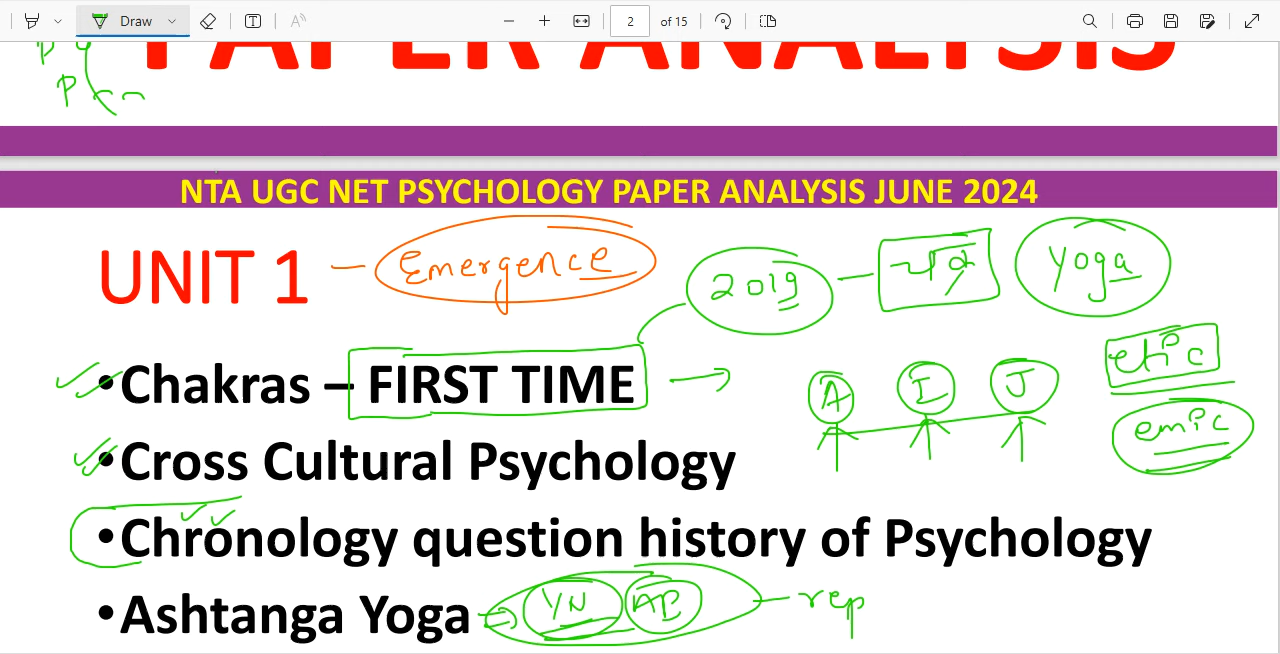 Draw
2 of 15
PAPER ANALYSIS
P
P
NTA UGC NET PSYCHOLOGY PAPER ANALYSIS JUNE 2024
UNIT 1 – Emergence 2019 – Yoga
•Chakras – FIRST TIME → A I J etic
emic
•Cross Cultural Psychology
•Chronology question history of Psychology
•Ashtanga Yoga → YN AP – rep